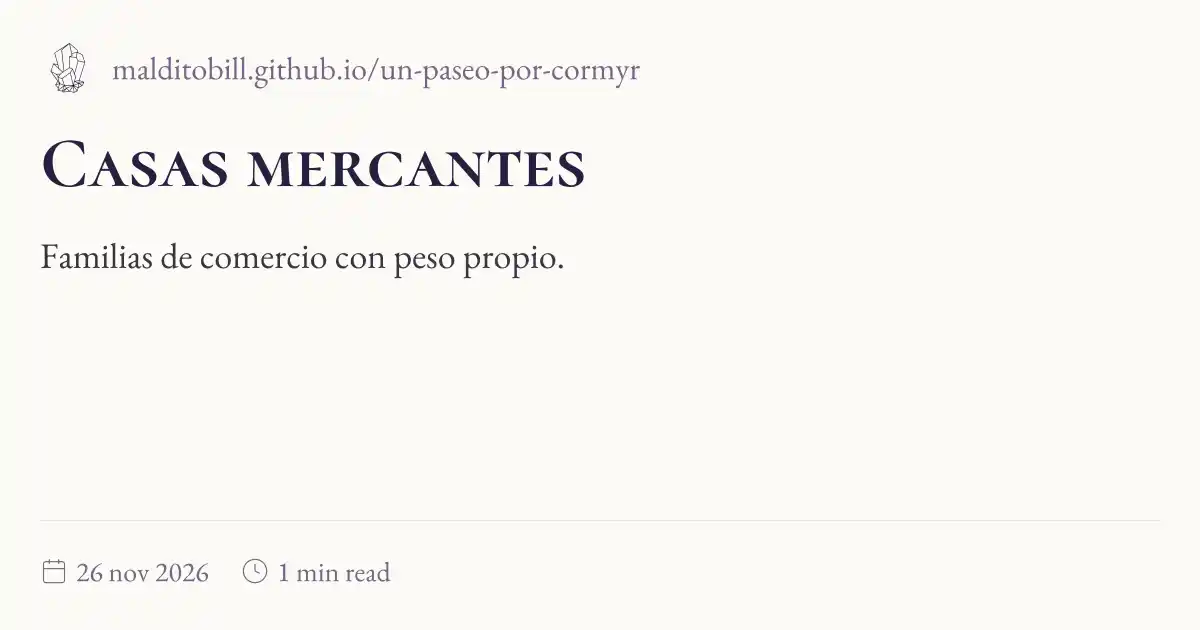 malditobill.github.io/un-paseo-por-cormyr
Casas mercantes
Familias de comercio con peso propio.
26 nov 2026 1 min read